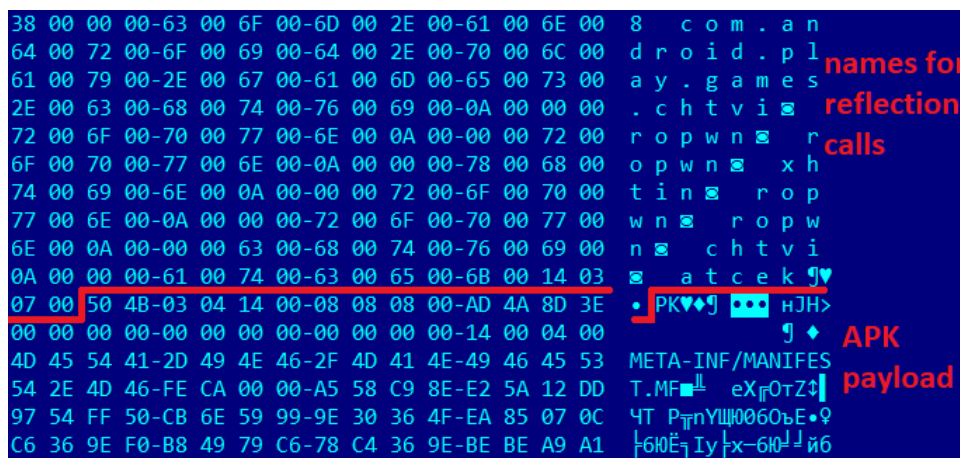 38 00 00 00-63 00 6F 00-6D 00 2E 00-61 00 6E 00 8 c o m . a n
64 00 72 00-6F 00 69 00-64 00 2E 00-70 00 6C 00 d r o i d . p l
61 00 79 00-2E 00 67 00-61 00 6D 00-65 00 73 00 a y . g a m e s
2E 00 63 00-68 00 74 00-76 00 69 00-0A 00 00 00 . c h t v i ◙
72 00 6F 00-70 00 77 00-6E 00 0A 00-00 00 72 00 r o p w n ◙ r
6F 00 70 00-77 00 6E 00-0A 00 00 00-78 00 68 00 o p w n ◙ x h
74 00 69 00-6E 00 0A 00-00 00 72 00-6F 00 70 00 t i n ◙ r o p
77 00 6E 00-0A 00 00 00-72 00 6F 00-70 00 77 00 w n ◙ r o p w
6E 00 0A 00-00 00 63 00-68 00 74 00-76 00 69 00 n ◙ c h t v i
0A 00 00 00-61 00 74 00-63 00 65 00-6B 00 14 03 ◙ a t c e k ¶♥
07 00 50 4B-03 04 14 00-08 08 08 00-AD 4A 8D 3E • PK♥♦¶ ◘◘◘ нJН>
00 00 00 00-00 00 00 00-00 00 00 00-14 00 04 00 ¶ ♦
4D 45 54 41-2D 49 4E 46-2F 4D 41 4E-49 46 45 53 META-INF/MANIFES
54 2E 4D 46-FE CA 00 00-A5 58 C9 8E-E2 5A 12 DD T.MF■╩ еX╔ОтZ↕▌
97 54 FF 50-CB 6E 59 99-9E 30 36 4F-EA 85 07 0C ЧT P╦nYЩЮ06OъЕ•♀
C6 36 9E F0-B8 49 79 C6-78 C4 36 9E-BE BE A9 A1 ╞6ЮЁ╕Iy╞x─6Ю╛╛йб
names for
reflection
calls
APK
payload